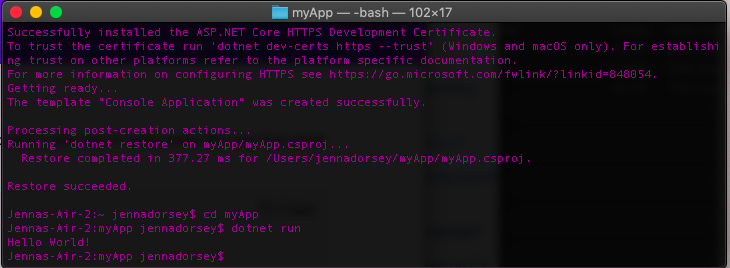 myApp — -bash — 102×17
Successfully installed the ASP.NET Core HTTPS Development Certificate.
To trust the certificate run 'dotnet dev-certs https --trust' (Windows and macOS only). For establishi
ng trust on other platforms refer to the platform specific documentation.
For more information on configuring HTTPS see https://go.microsoft.com/fwlink/?linkid=848054.
Getting ready...
The template "Console Application" was created successfully.
Processing post-creation actions...
Running 'dotnet restore' on myApp/myApp.csproj...
Restore completed in 377.27 ms for /Users/jennadorsey/myApp/myApp.csproj.
Restore succeeded.
Jennas-Air-2:~ jennadorsey$ cd myApp
Jennas-Air-2:myApp jennadorsey$ dotnet run
Hello World!
Jennas-Air-2:myApp jennadorsey$